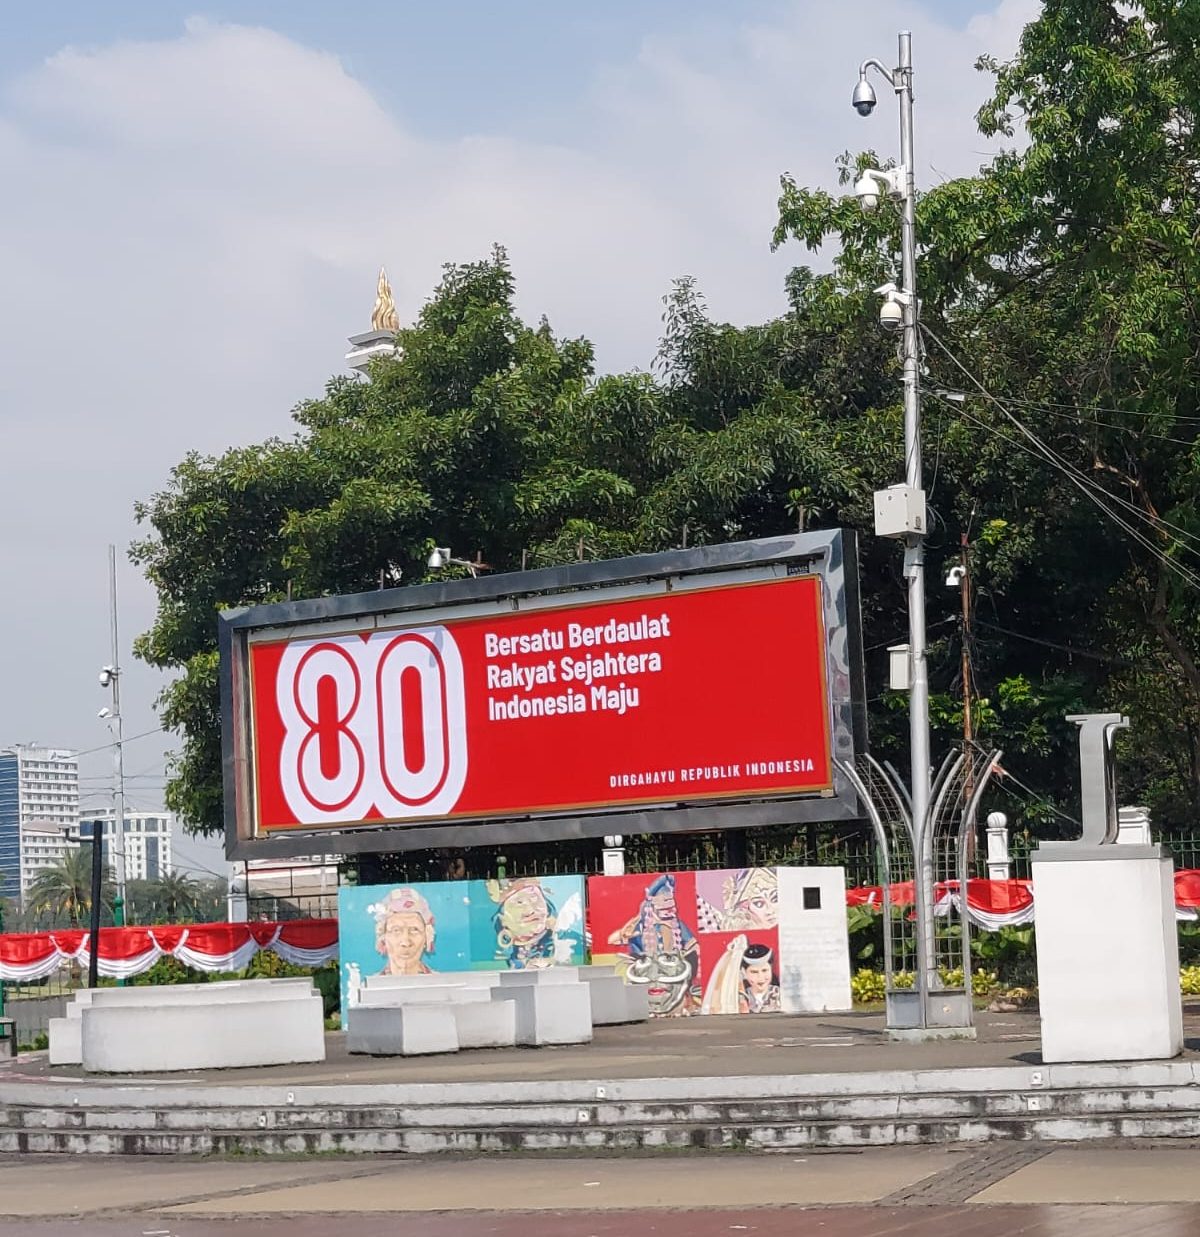 80
Bersatu Berdaulat
Rakyat Sejahtera
Indonesia Maju
DIRGAHAYU REPUBLIK INDONESIA